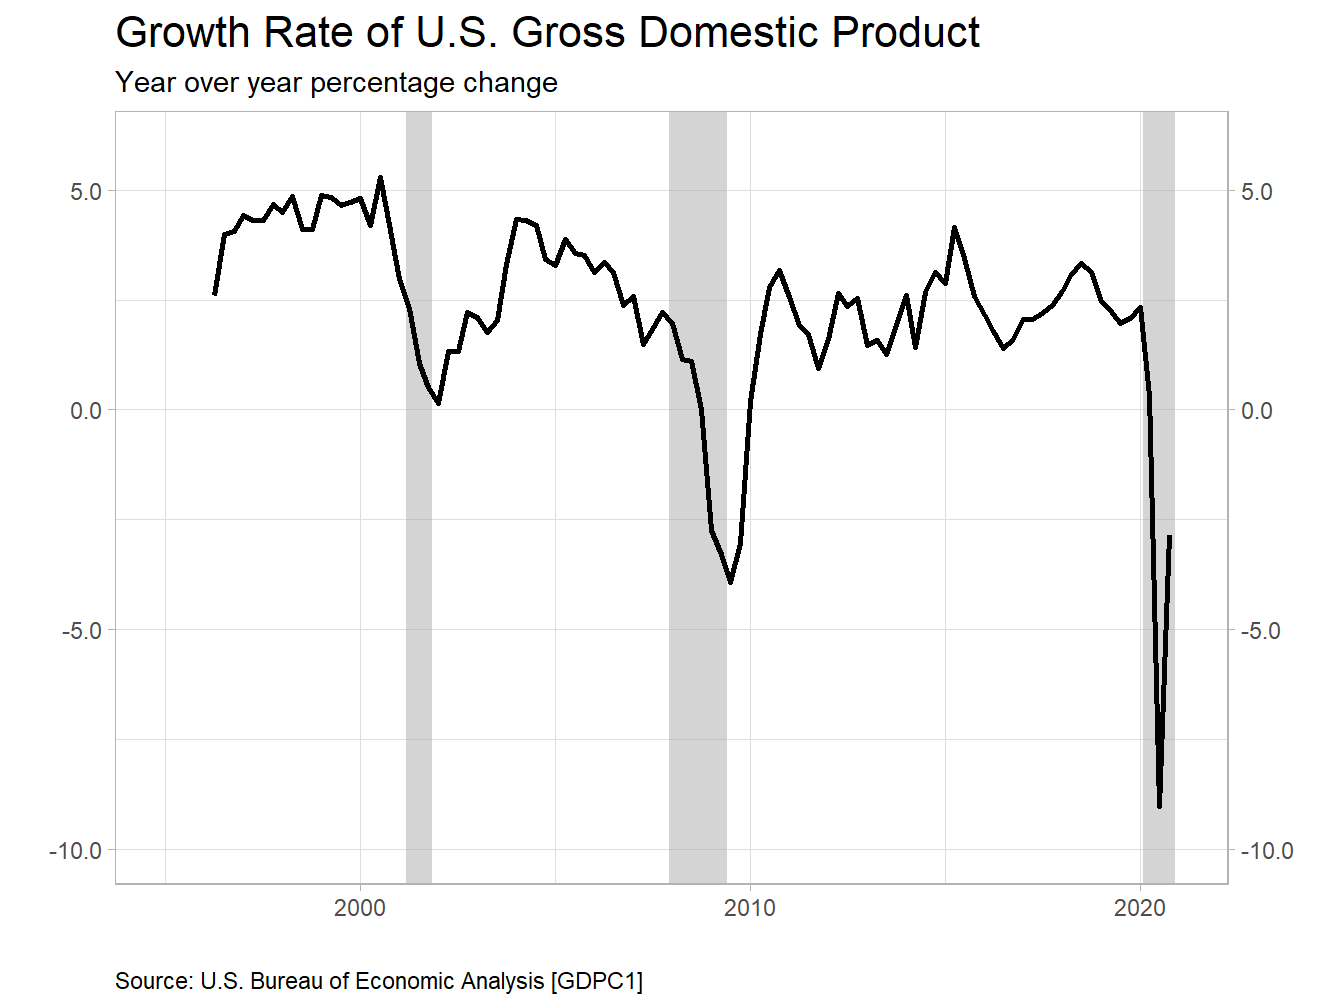 Growth Rate of U.S. Gross Domestic Product
Year over year percentage change
5.0 5.0
0.0 0.0
-5.0 -5.0
-10.0 -10.0
2000 2010 2020
Source: U.S. Bureau of Economic Analysis [GDPC1]